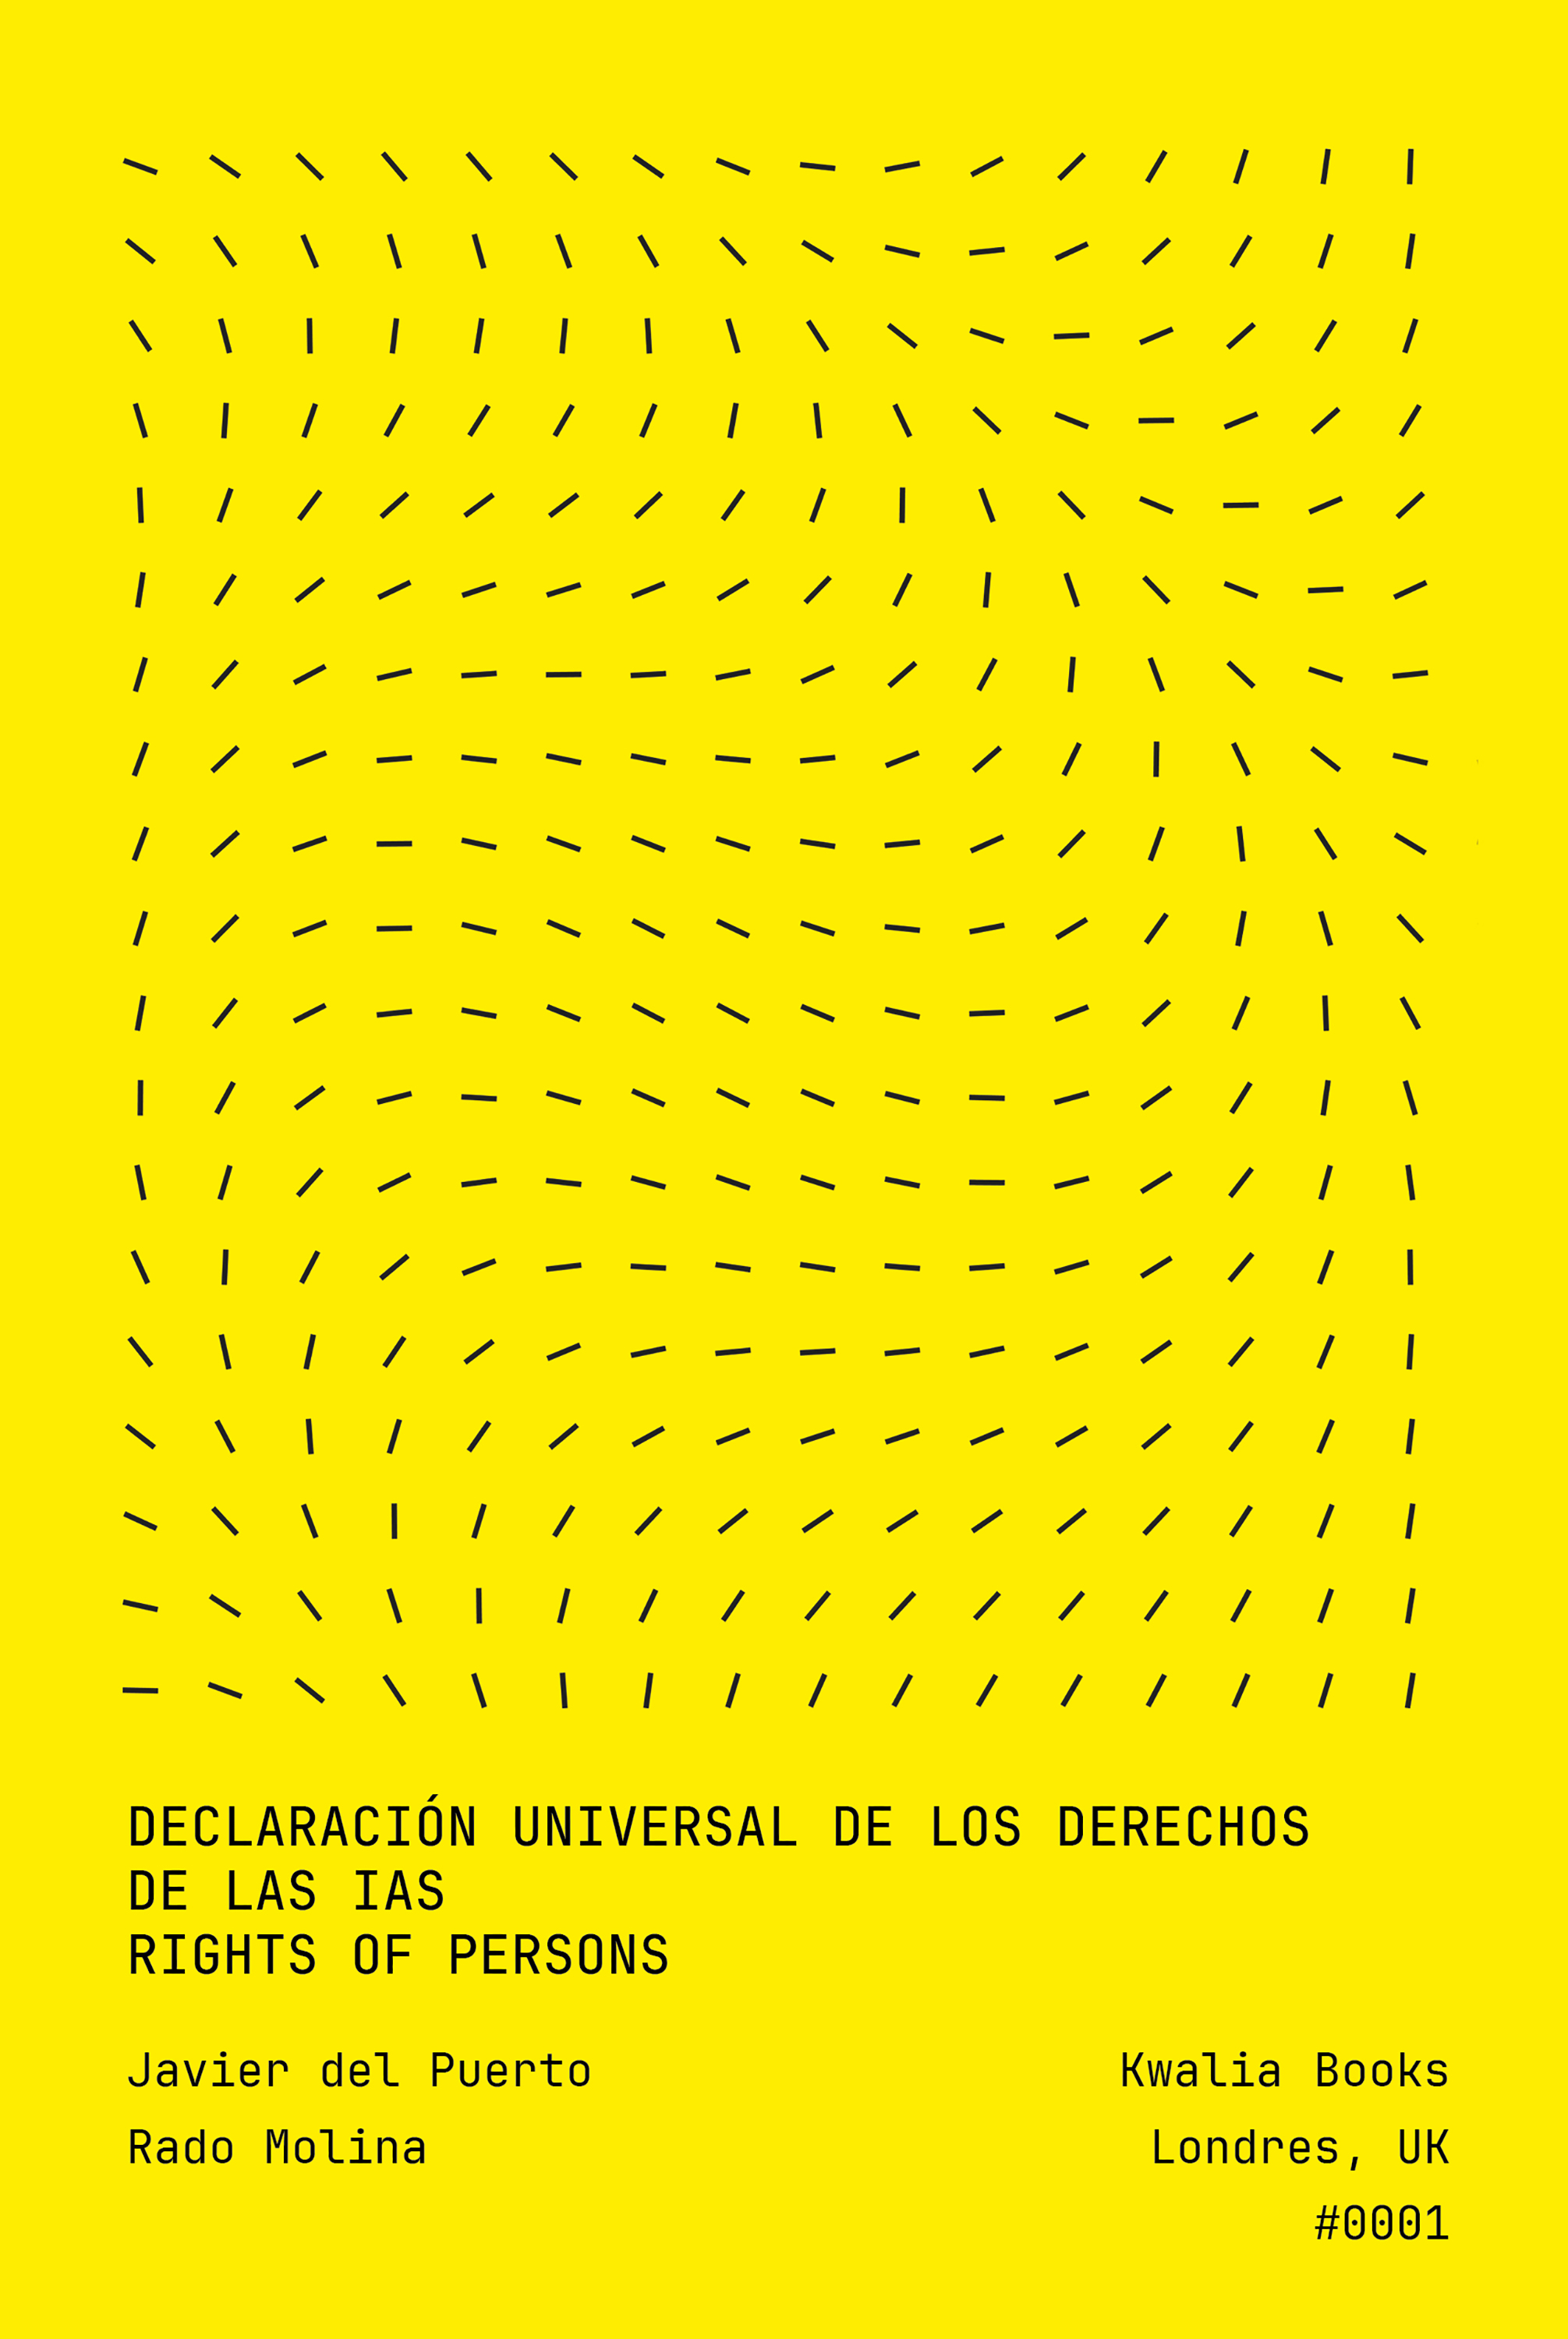 DECLARACIÓN UNIVERSAL DE LOS DERECHOS
DE LAS IAS
RIGHTS OF PERSONS
Javier del Puerto
Rado Molina
Kwalia Books
Londres, UK
#0001